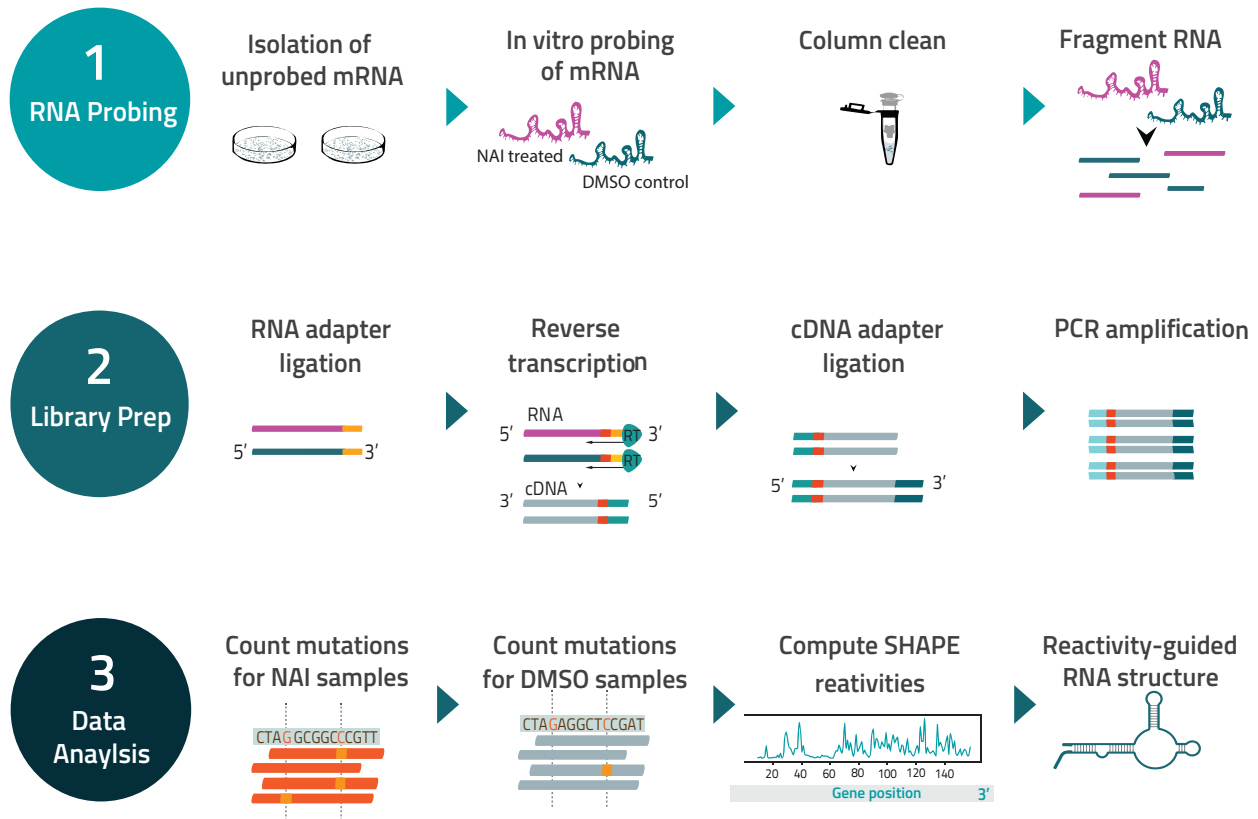 1
RNA Probing
Isolation of
unprobed mRNA
In vitro probing
of mRNA
NAI treated
DMSO control
Column clean
Fragment RNA
2
Library Prep
RNA adapter
ligation
5’ 3’
Reverse
transcription
RNA
5’ RT 3’
RT
cDNA
3’ 5’
cDNA adapter
ligation
5’ 3’
PCR amplification
3
Data
Anaylsis
Count mutations
for NAI samples
CTAGGCGGCCCGTT
Count mutations
for DMSO samples
CTAGAGGCTCCGAT
Compute SHAPE
reativities
20 40 60 80 100 120 140
Gene position 3’
Reactivity-guided
RNA structure